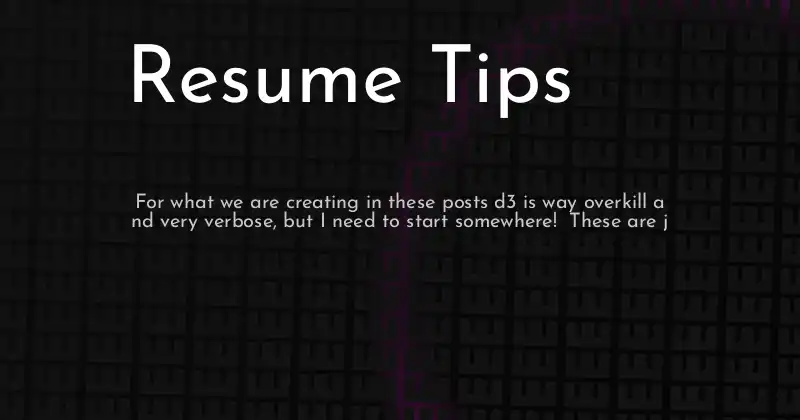 Resume Tips
For what we are creating in these posts d3 is way overkill a
nd very verbose, but I need to start somewhere!  These are j